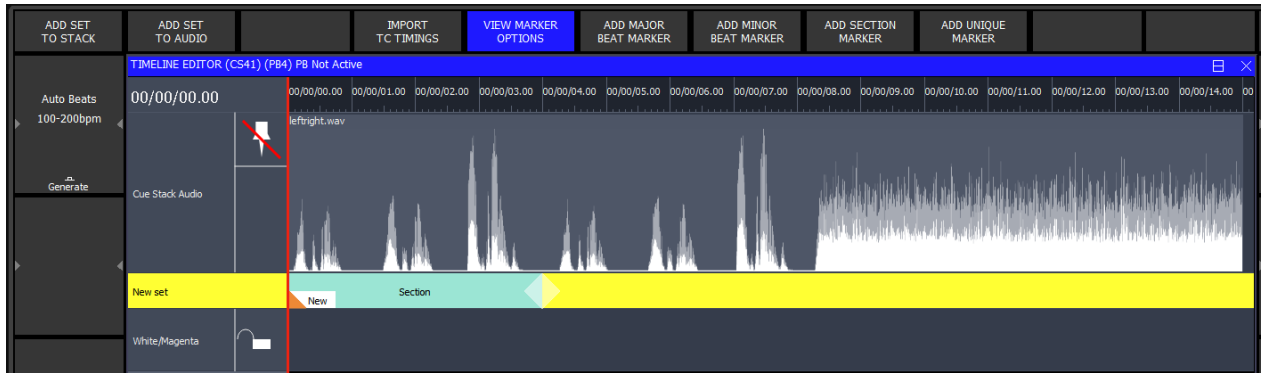 ADD SET
TO STACK
ADD SET
TO AUDIO
IMPORT
TC TIMINGS
VIEW MARKER
OPTIONS
ADD MAJOR
BEAT MARKER
ADD MINOR
BEAT MARKER
ADD SECTION
MARKER
ADD UNIQUE
MARKER
TIMELINE EDITOR (CS41) (PB4) PB Not Active
Auto Beats
100-200bpm
Generate
00/00/00.00
00/00/00.00 00/00/01.00 00/00/02.00 00/00/03.00 00/00/04.00 00/00/05.00 00/00/06.00 00/00/07.00 00/00/08.00 00/00/09.00 00/00/10.00 00/00/11.00 00/00/12.00 00/00/13.00 00/00/14.00 00
leftright.wav
Cue Stack Audio
New set
New
Section
White/Magenta